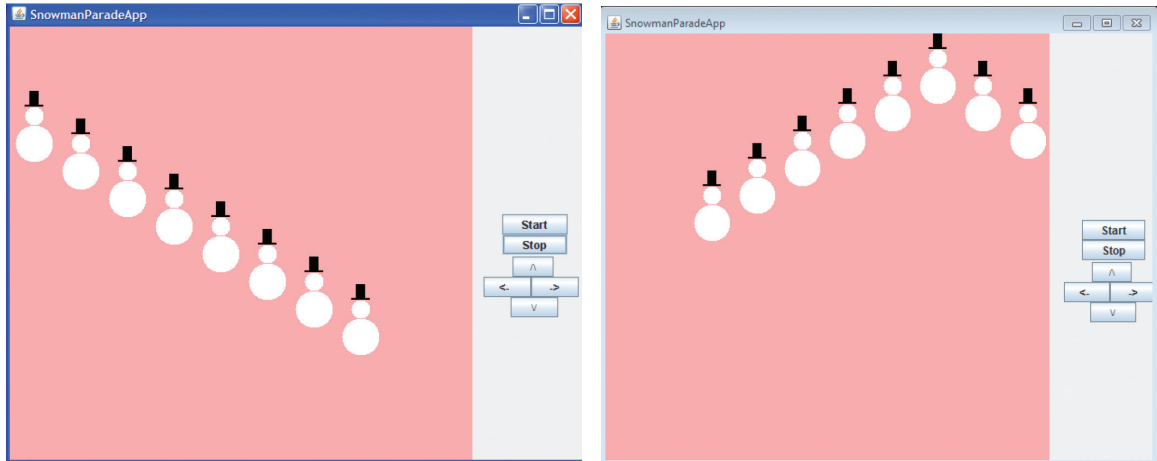 SnowmanParadeApp
Start
Stop
/\
<- ->
V
SnowmanParadeApp
Start
Stop
/\
<- ->
V